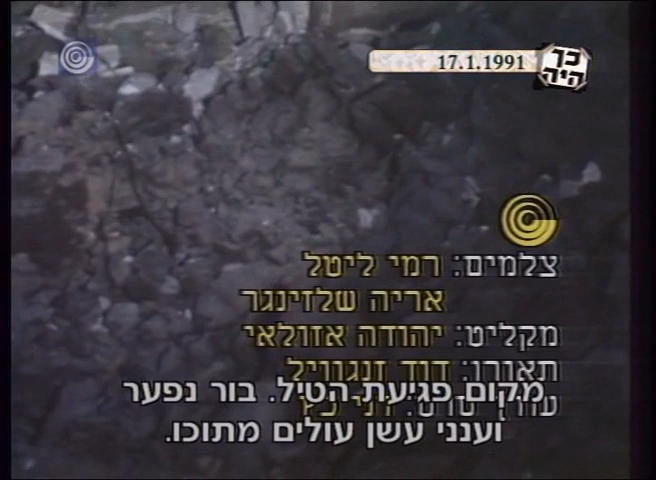 17.1.1991
כך היה
צלמים: רמי ליטל
אריה שלזינגר
מקליט: יהודה אזולאי
תאורן: דוד זנגוויל
מקום פגיעת הטיל. בור נפער
וענני עשן עולים מתוכו.